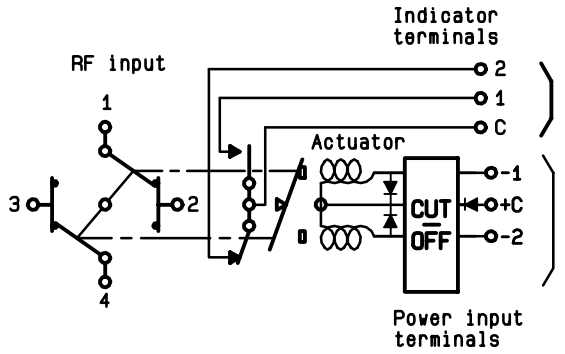 Indicator
terminals
RF input
2
1
1
C
Actuator
-1
3
2
CUT
OFF
+C
-2
4
Power input
terminals